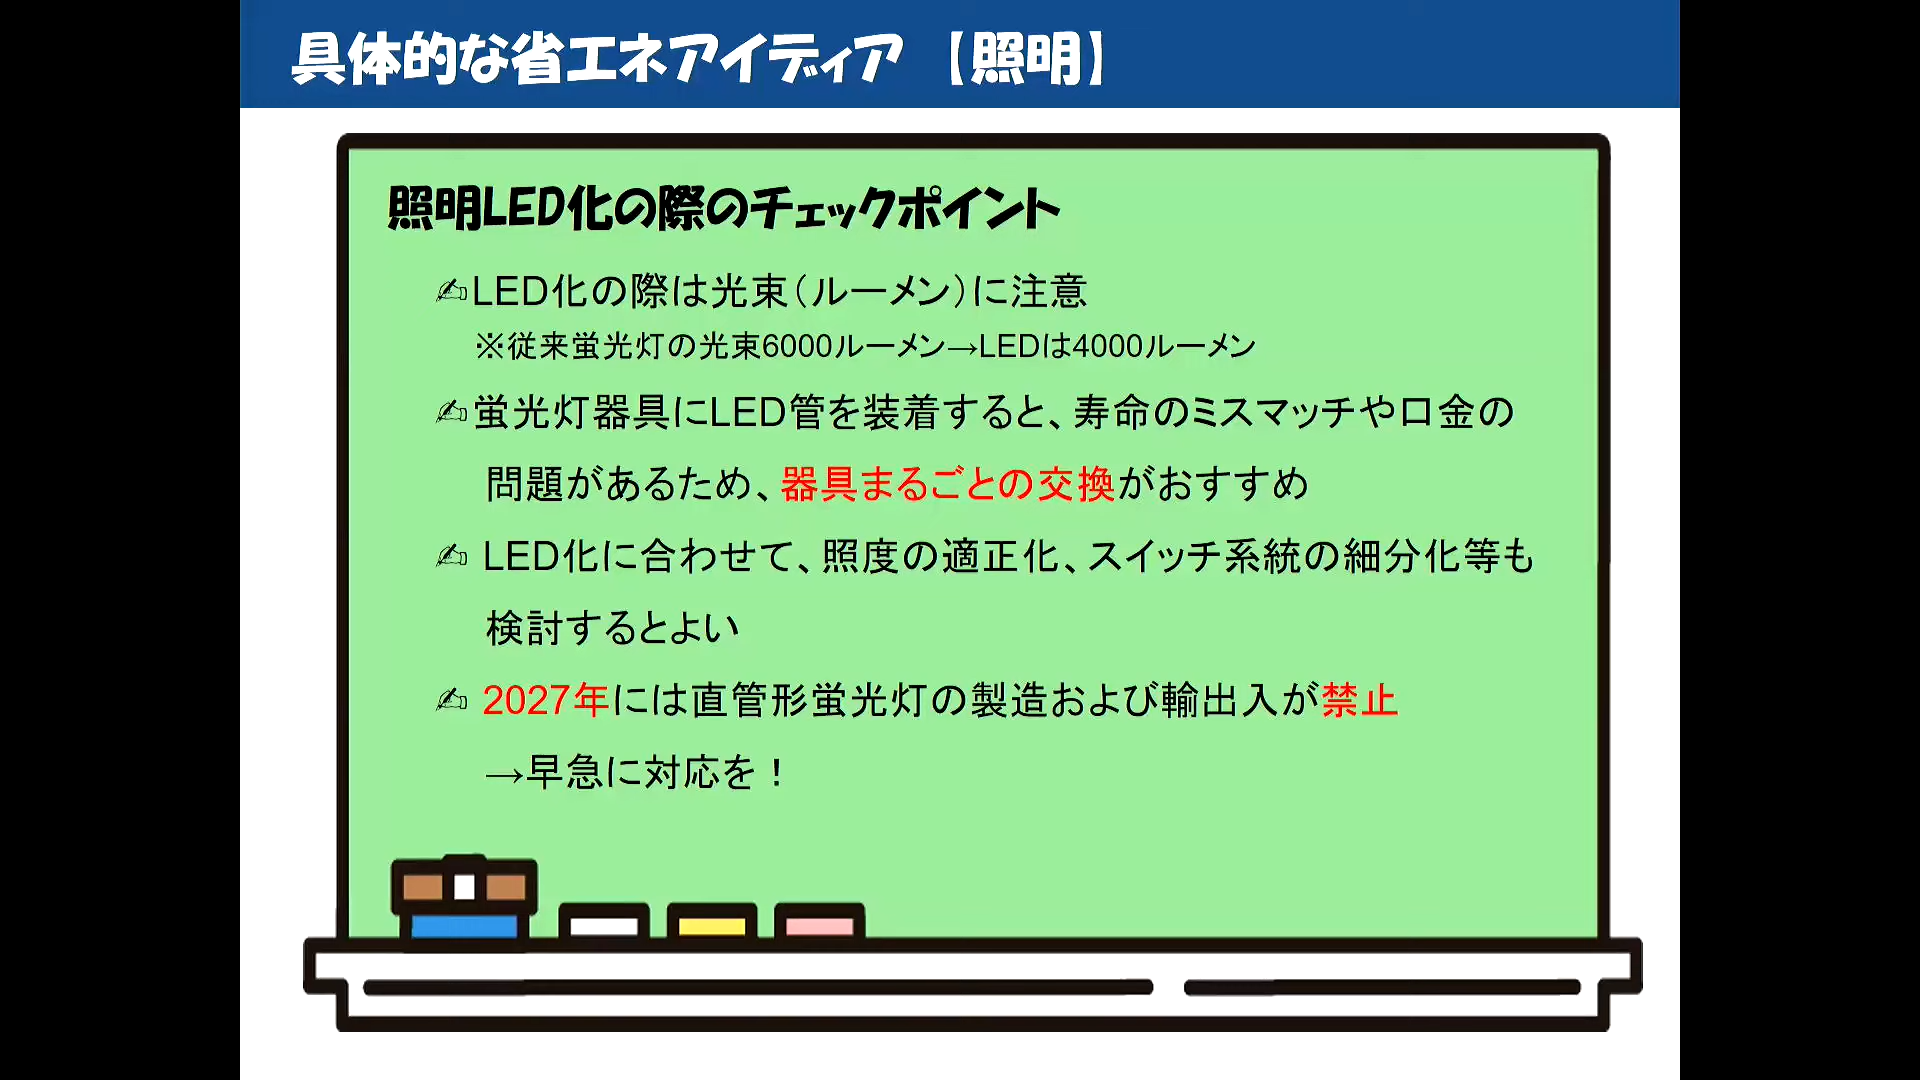 具体的な省エネアイディア【照明】
照明LED化の際のチェックポイント
✍LED化の際は光束（ルーメン）に注意
※従来蛍光灯の光束6000ルーメン→LEDは4000ルーメン
✍蛍光灯器具にLED管を装着すると、寿命のミスマッチや口金の
問題があるため、器具まるごとの交換がおすすめ
✍ LED化に合わせて、照度の適正化、スイッチ系統の細分化等も
検討するとよい
✍ 2027年には直管形蛍光灯の製造および輸出入が禁止
→早急に対応を！